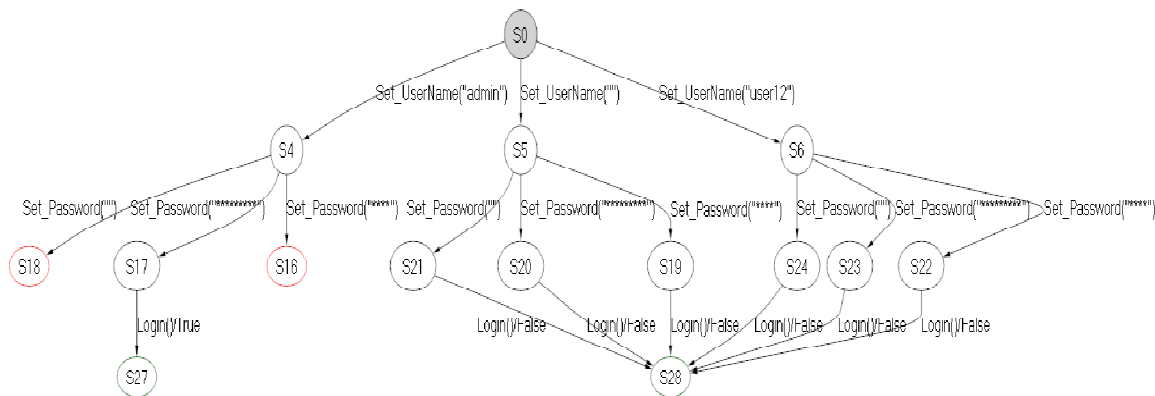 S0
Set_UserName("admin")
Set_UserName("")
Set_UserName("user12")
S4
S5
S6
Set_Password("")
Set_Password("*********")
Set_Password("****")
Set_Password("")
Set_Password("*********")
Set_Password("****")
Set_Password("")
Set_Password("*********")
Set_Password("****")
S18
S17
S16
S21
S20
S19
S24
S23
S22
Login()/True
Login()/False
Login()/False
Login()/False
Login()/False
Login()/False
Login()/False
S27
S28